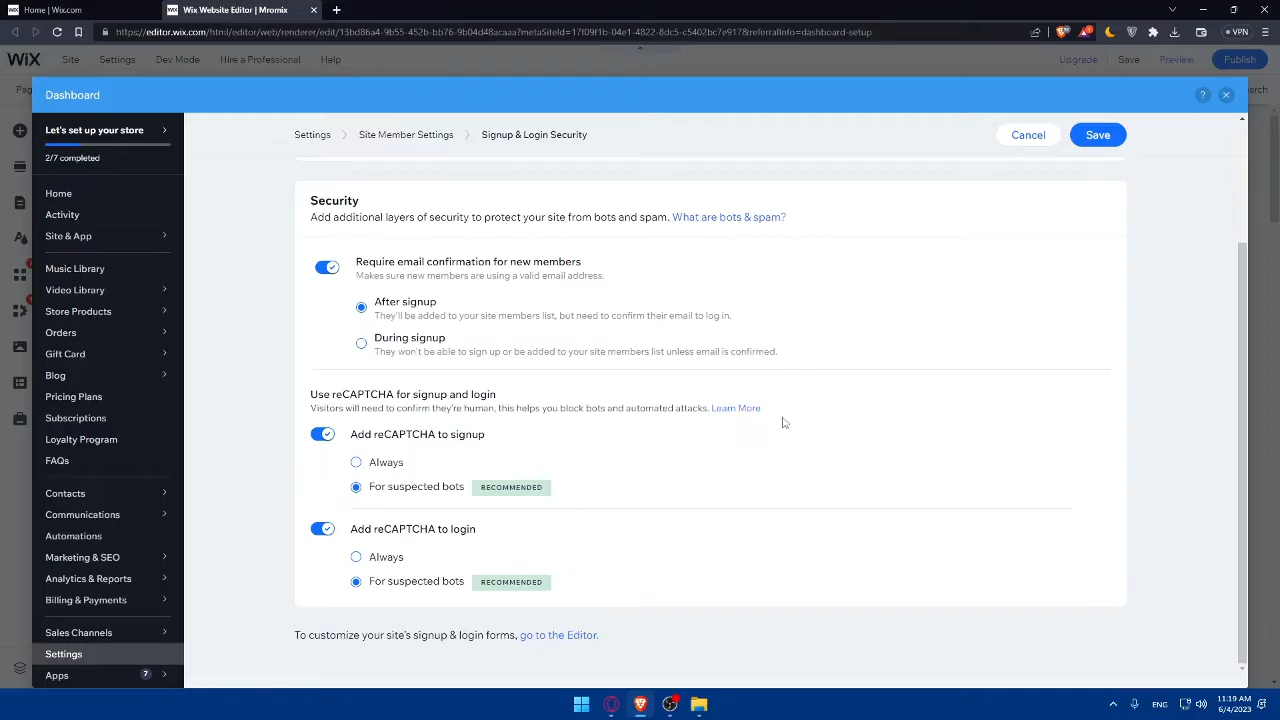 Home | Wix.com
Wix Website Editor | Mromix
https://editor.wix.com/html/editor/web/renderer/edit/13bd86a4-9b55-452b-bb76-9b04d48acaaa?metaSiteId=17f09f1b-04e1-4822-8dc5-c5402bc7e917&referralInfo=dashboard-setup
VPN
WiX
Site
Settings
Dev Mode
Hire a Professional
Help
Upgrade
Save
Preview
Publish
Dashboard
?
Let's set up your store
2/7 completed
Home
Activity
Site & App
Music Library
Video Library
Store Products
Orders
Gift Card
Blog
Pricing Plans
Subscriptions
Loyalty Program
FAQs
Contacts
Communications
Automations
Marketing & SEO
Analytics & Reports
Billing & Payments
Sales Channels
Settings
Apps
7
Settings > Site Member Settings > Signup & Login Security
Cancel
Save
Security
Add additional layers of security to protect your site from bots and spam. What are bots & spam?
Require email confirmation for new members
Makes sure new members are using a valid email address.
After signup
They'll be added to your site members list, but need to confirm their email to log in.
During signup
They won't be able to sign up or be added to your site members list unless email is confirmed.
Use reCAPTCHA for signup and login
Visitors will need to confirm they're human, this helps you block bots and automated attacks. Learn More
Add reCAPTCHA to signup
Always
For suspected bots RECOMMENDED
Add reCAPTCHA to login
Always
For suspected bots RECOMMENDED
To customize your site's signup & login forms, go to the Editor.
ENG
11:19 AM
6/4/2023